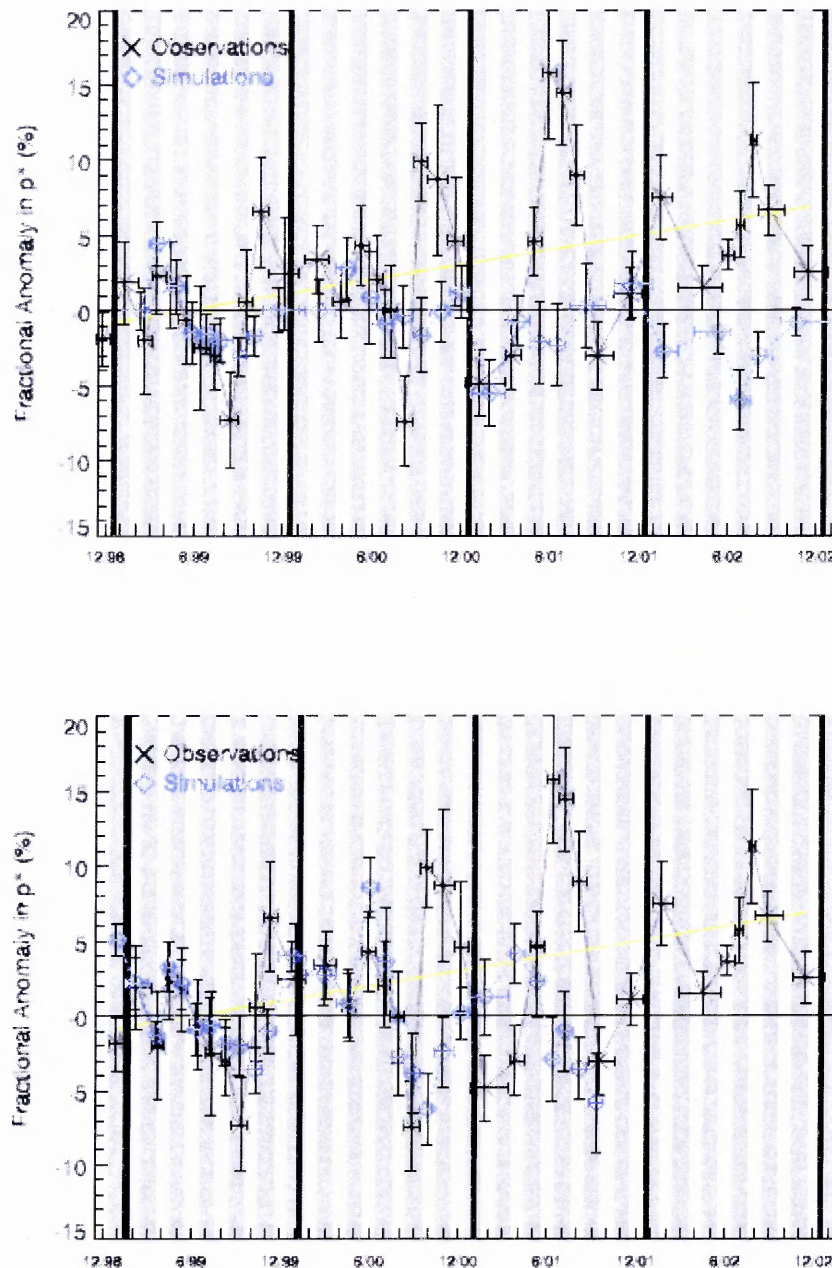 20
15
10
5
-0
-5
-10
-15
Fractional Anomaly in p* (%)
× Observations
◇ Simulations
12.98 6.99 12.99 6.00 12.00 6.01 12.01 6.02 12.02
20
15
10
5
-0
-5
-10
-15
Fractional Anomaly in p* (%)
× Observations
◇ Simulations
12.98 6.99 12.99 6.00 12.00 6.01 12.01 6.02 12.02